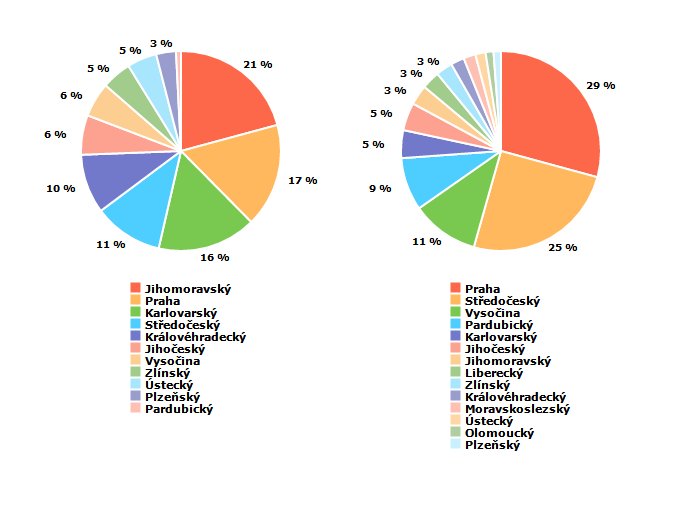 21 %
17 %
16 %
11 %
10 %
6 %
6 %
5 %
5 %
3 %
Jihomoravský
Praha
Karlovarský
Středočeský
Královéhradecký
Jihočeský
Vysočina
Zlínský
Ústecký
Plzeňský
Pardubický
29 %
25 %
11 %
9 %
5 %
5 %
3 %
3 %
3 %
Praha
Středočeský
Vysočina
Pardubický
Karlovarský
Jihočeský
Jihomoravský
Liberecký
Zlínský
Královéhradecký
Moravskoslezský
Ústecký
Olomoucký
Plzeňský